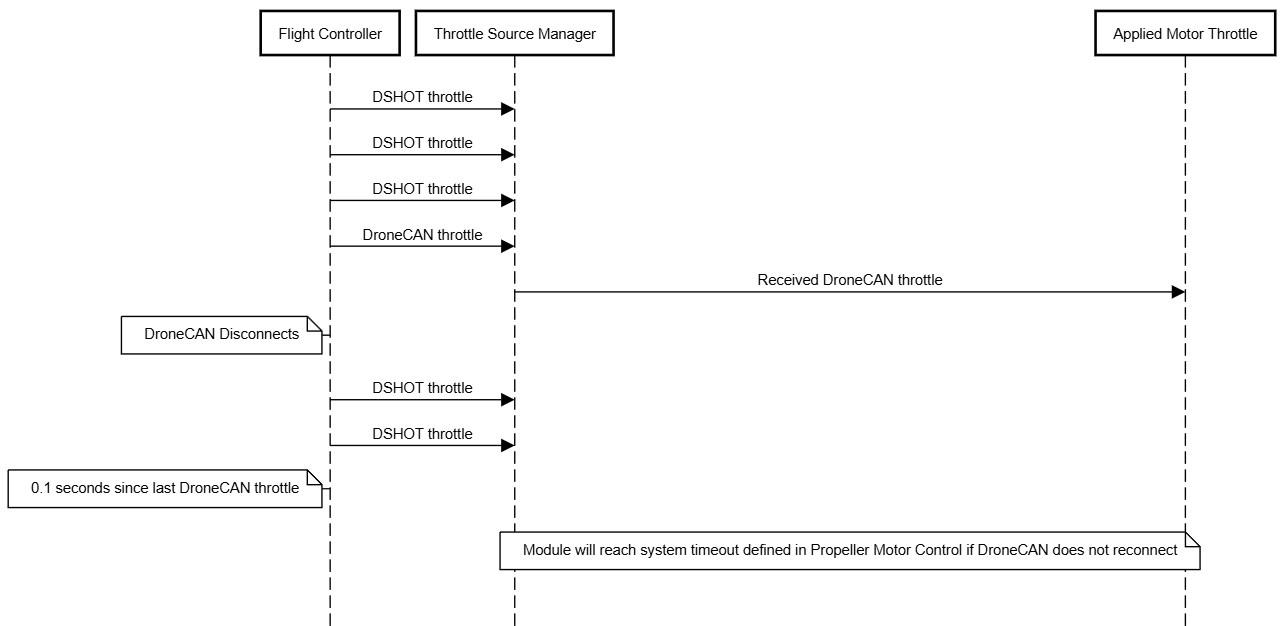 Flight Controller
Throttle Source Manager
Applied Motor Throttle
DSHOT throttle
DSHOT throttle
DSHOT throttle
DroneCAN throttle
Received DroneCAN throttle
DroneCAN Disconnects
DSHOT throttle
DSHOT throttle
0.1 seconds since last DroneCAN throttle
Module will reach system timeout defined in Propeller Motor Control if DroneCAN does not reconnect